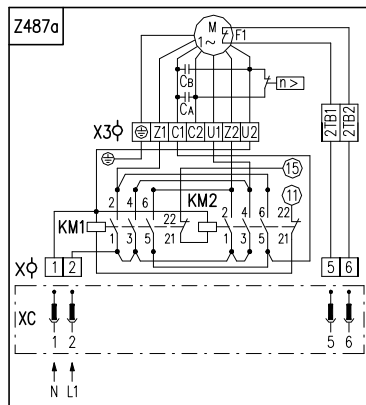 Z487a
M
1~
F1
CB
n>
CA
2TB1 2TB2
X3 Z1 C1 C2 U1 Z2 U2
15
11
2 4 6 22 2 4 6 22
KM1 KM2
1 3 5 21 1 3 5 21
X 1 2 5 6
XC
1 2 5 6
N L1